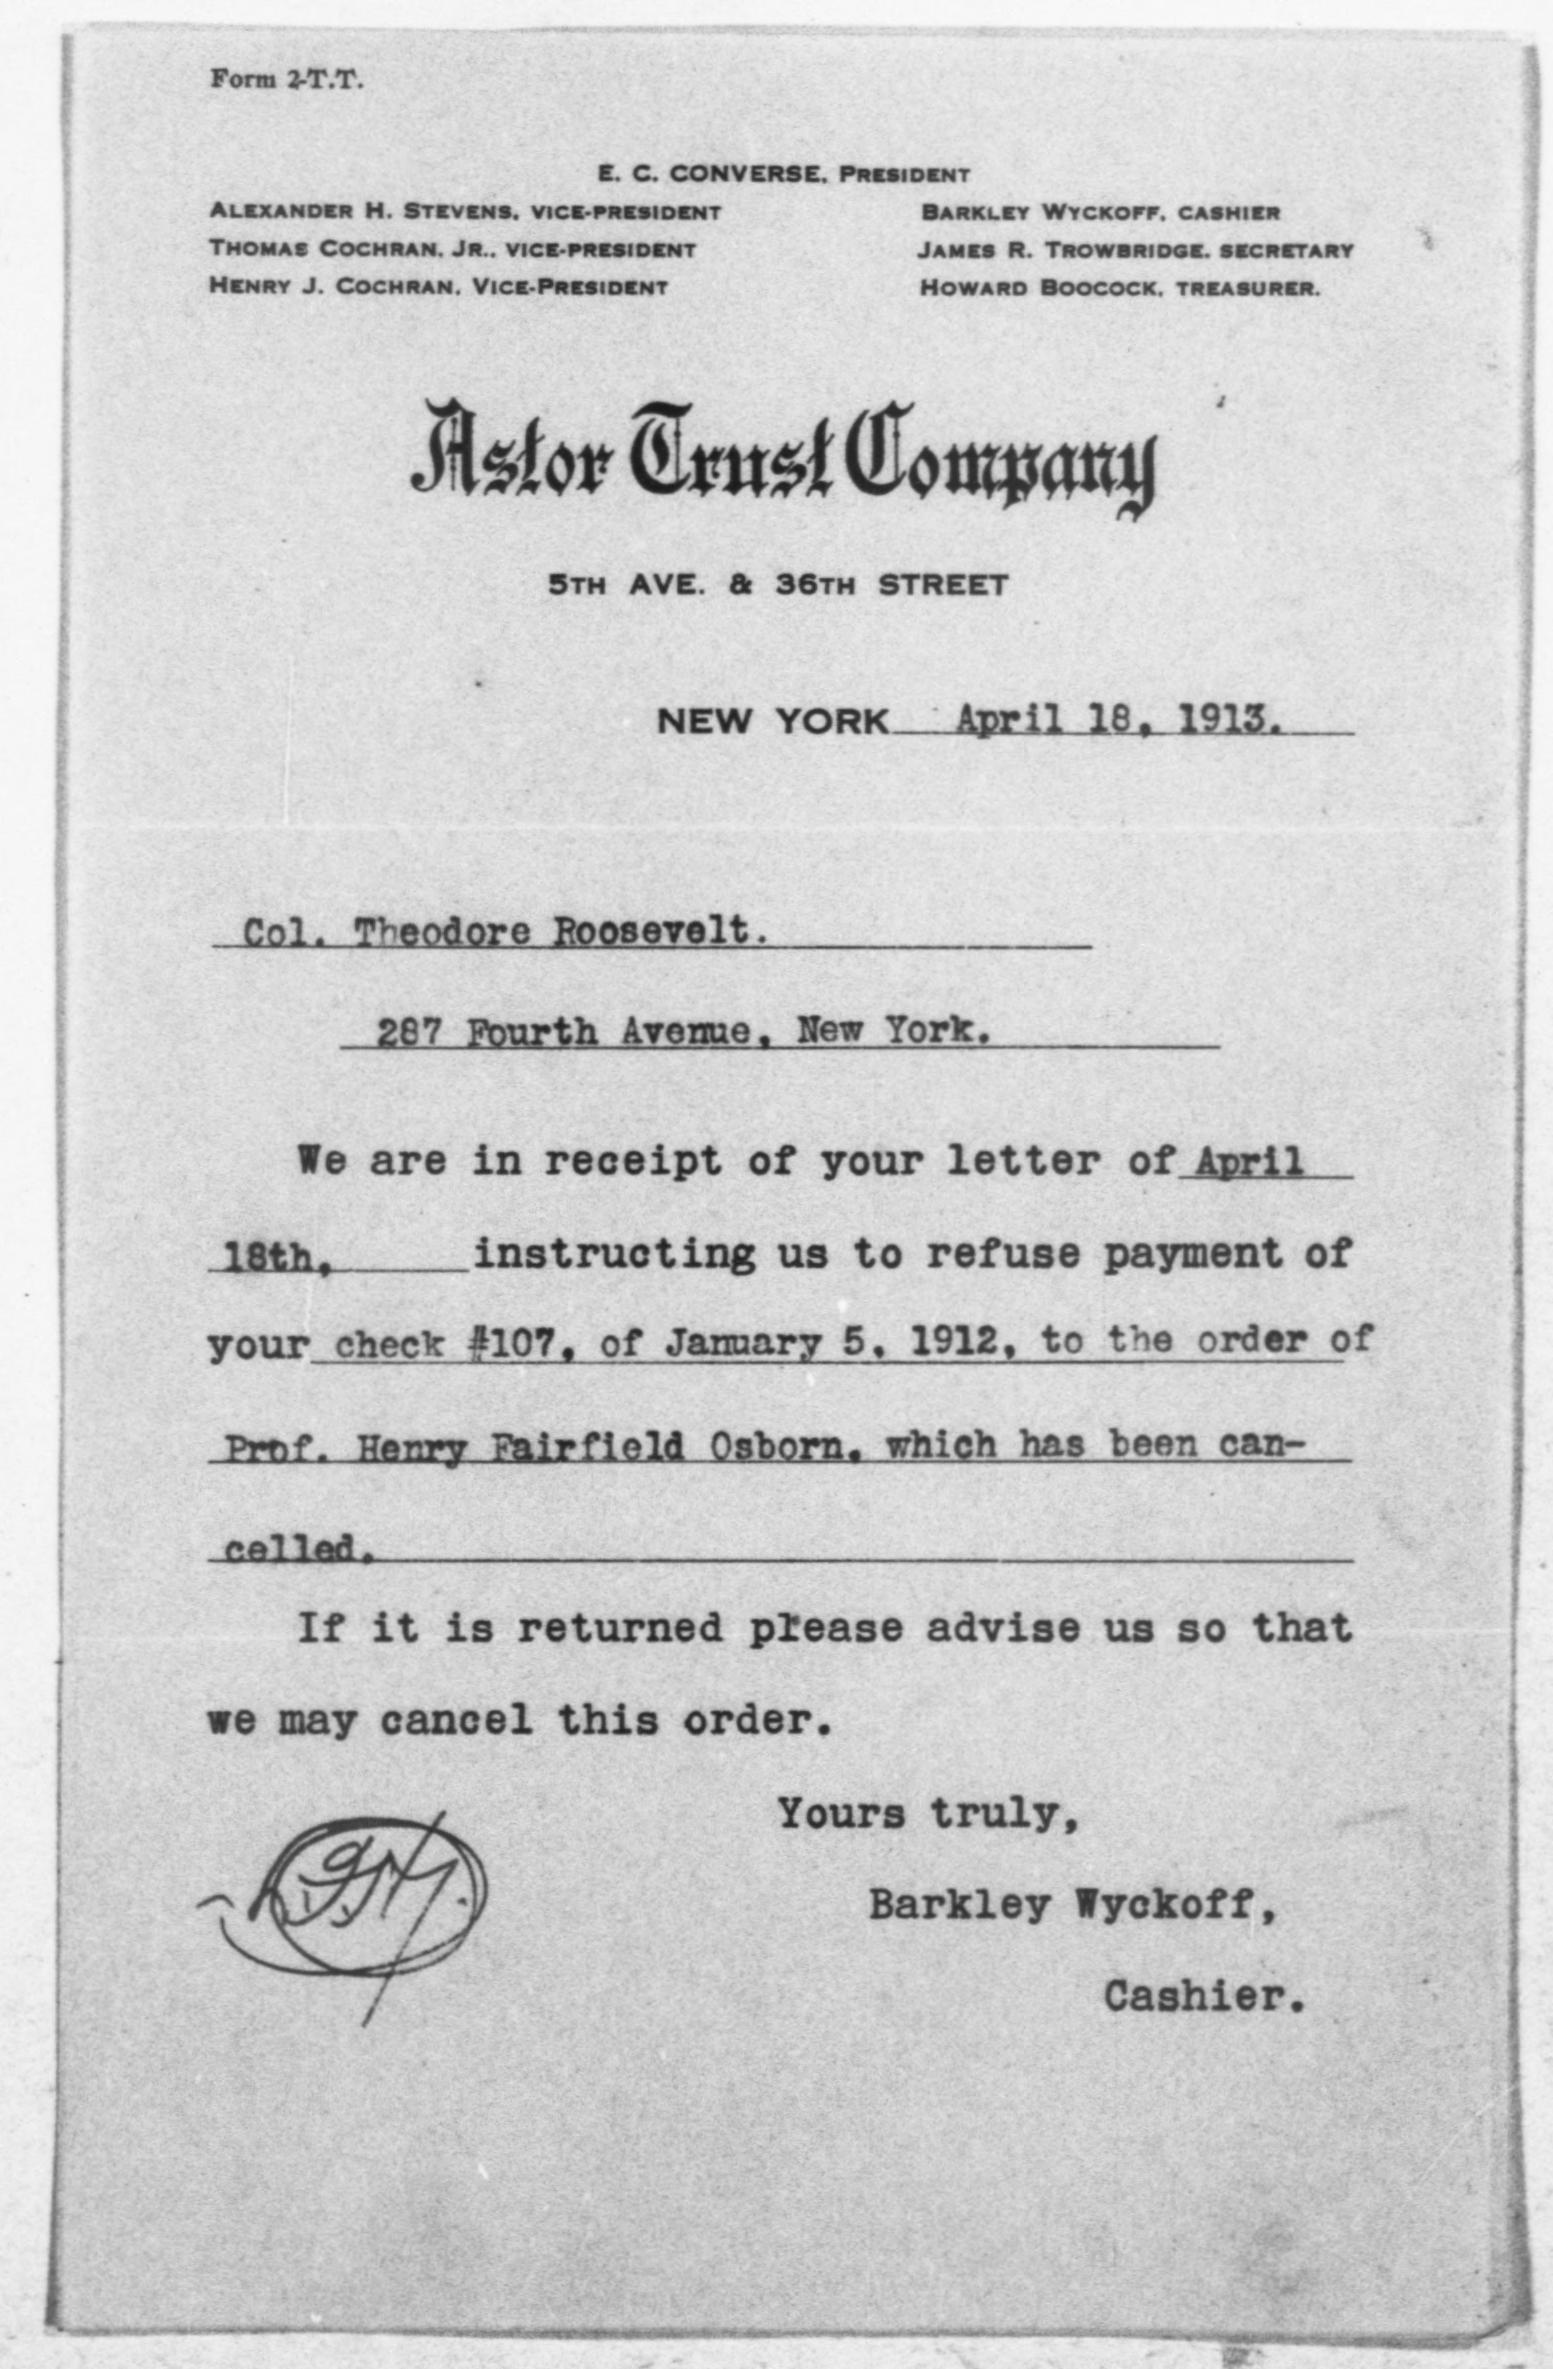 Form 2-T.T.
E. C. CONVERSE, PRESIDENT
ALEXANDER H. STEVENS, VICE-PRESIDENT BARKLEY WYCKOFF, CASHIER
THOMAS COCHRAN, JR., VICE-PRESIDENT JAMES R. TROWBRIDGE, SECRETARY
HENRY J. COCHRAN, VICE-PRESIDENT HOWARD BOOCOCK, TREASURER.
Astor Trust Company
5TH AVE. & 36TH STREET
NEW YORK April 18, 1913.
Col. Theodore Roosevelt.
287 Fourth Avenue, New York.
We are in receipt of your letter of April
18th, instructing us to refuse payment of
your check #107, of January 5, 1912, to the order of
Prof. Henry Fairfield Osborn, which has been can-
celled.
If it is returned please advise us so that
we may cancel this order.
Yours truly,
Barkley Wyckoff,
Cashier.